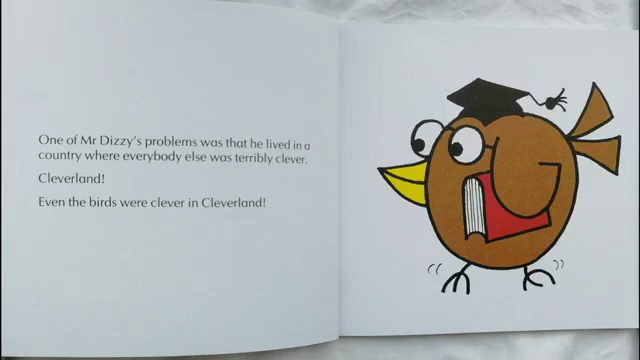 One of Mr Dizzy's problems was that he lived in a
country where everybody else was terribly clever.
Cleverland!
Even the birds were clever in Cleverland!